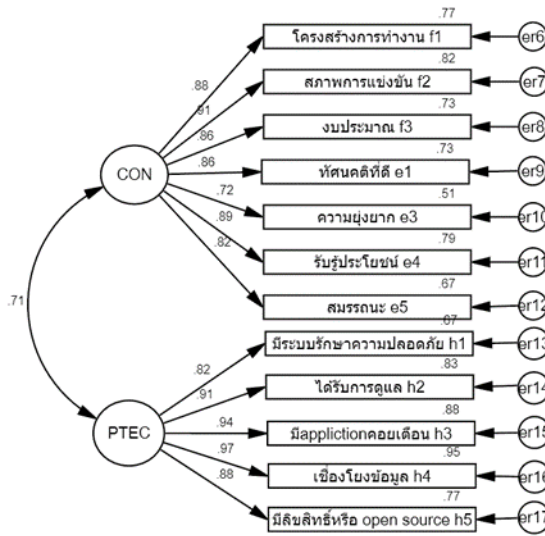 .77
โครงสร้างการทำงาน f1
er6
.88
.82
สภาพการแข่งขัน f2
er7
.91
.73
งบประมาณ f3
er8
.86
.73
ทัศนคติที่ดี e1
er9
.86
CON
.51
ความยุ่งยาก e3
er10
.72
.79
รับรู้ประโยชน์ e4
er11
.89
.67
สมรรถนะ e5
er12
.82
.71
.67
มีระบบรักษาความปลอดภัย h1
er13
.82
.83
ได้รับการดูแล h2
er14
.91
PTEC
.88
มีapplictionคอยเตือน h3
er15
.94
.95
เชื่องโยงข้อมูล h4
er16
.97
.77
มีลิขสิทธิ์หรือ open source h5
er17
.88